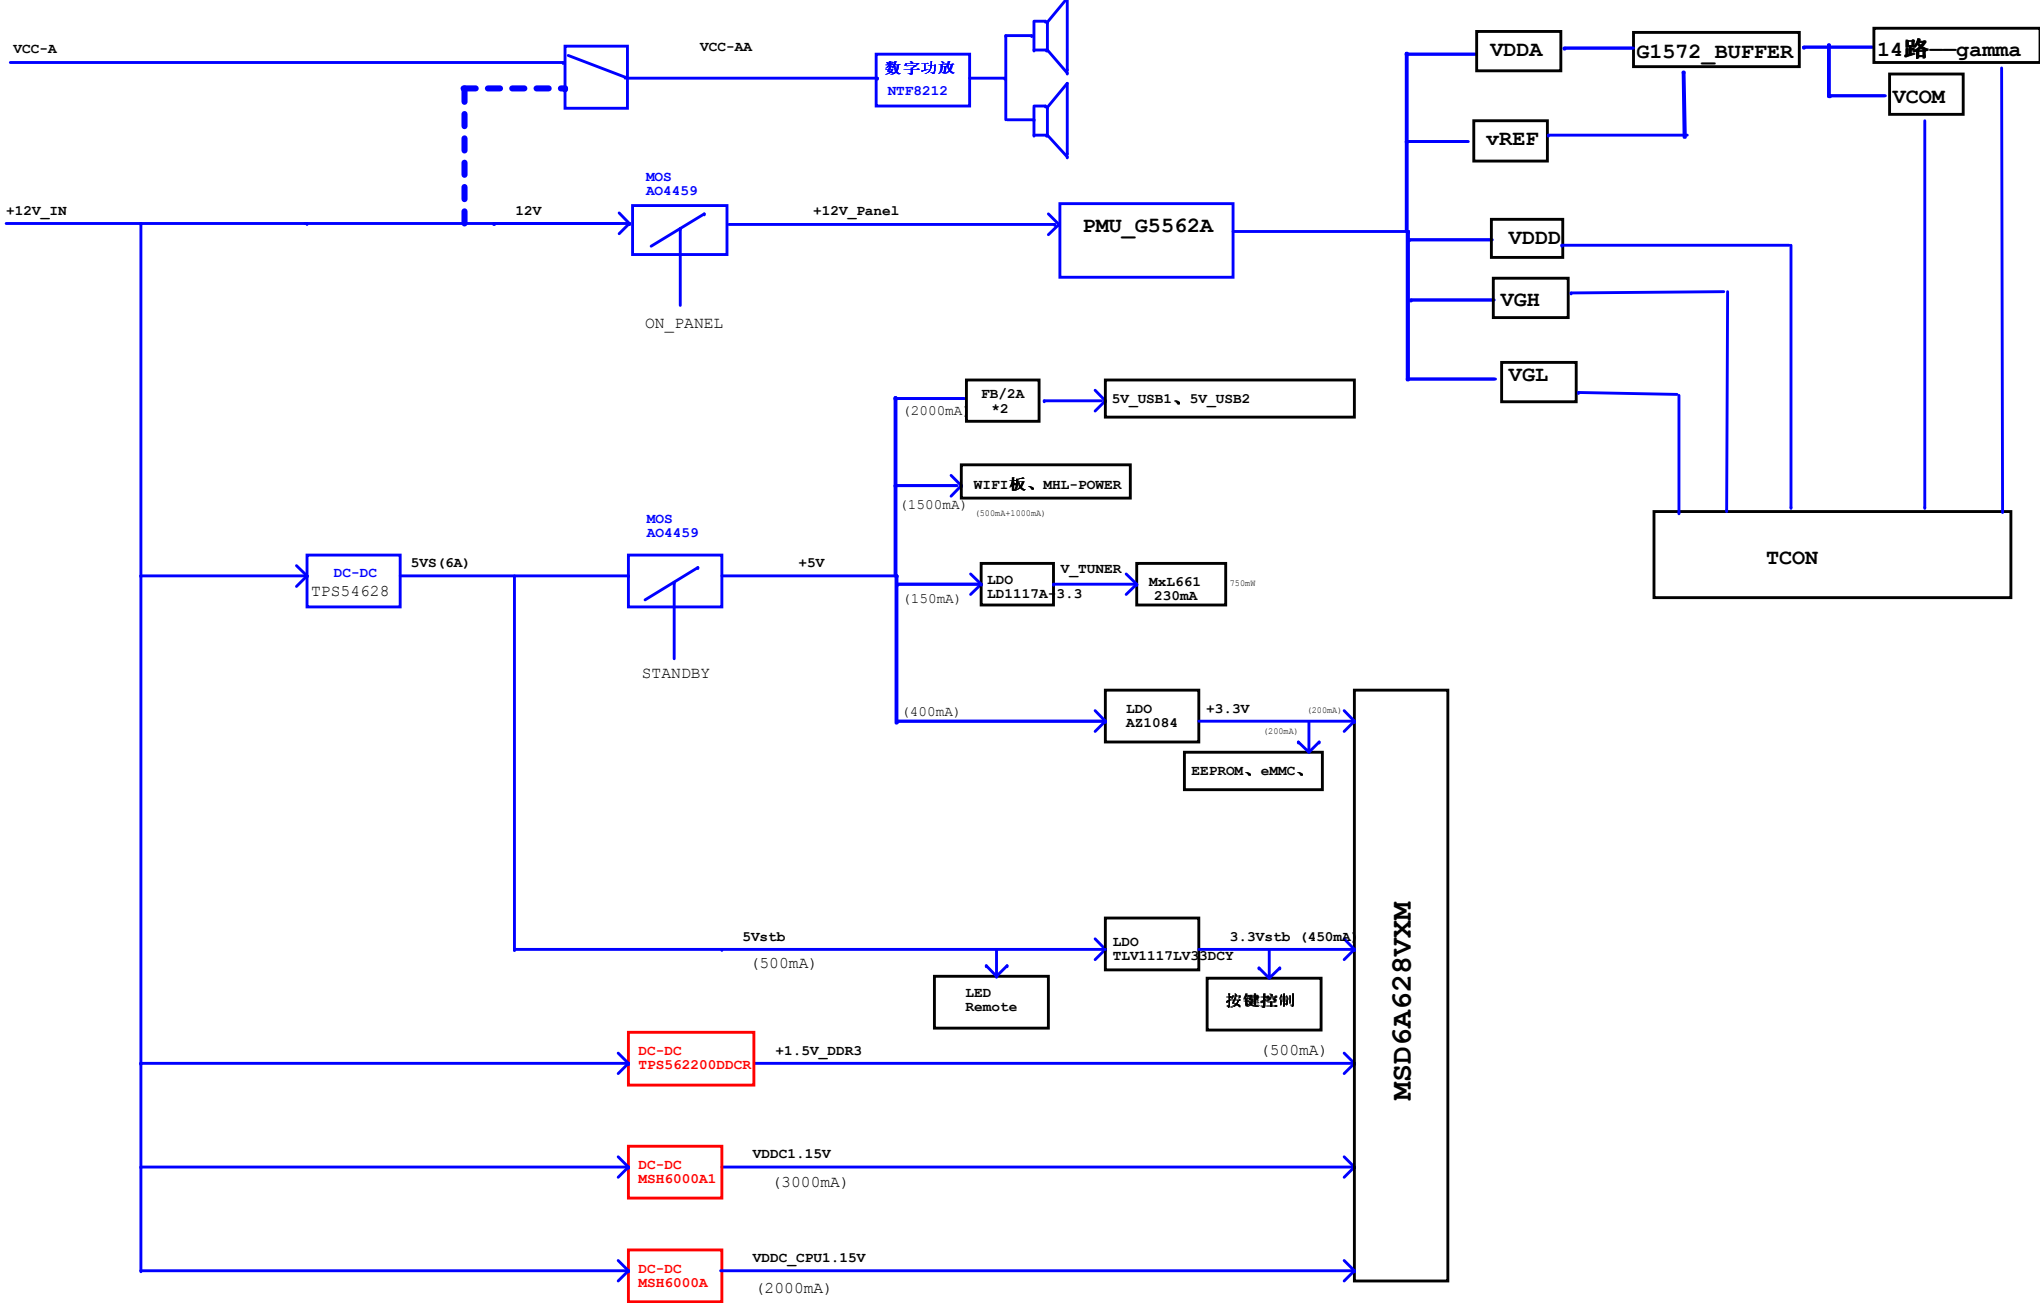 VCC-A
VCC-AA
数字功放
NTF8212
VDDA
G1572_BUFFER
14路——gamma
VCOM
vREF
MOS
AO4459
+12V_IN
12V
+12V_Panel
PMU_G5562A
VDDD
VGH
ON_PANEL
VGL
FB/2A
*2
(2000mA
5V_USB1、5V_USB2
WIFI板、MHL-POWER
(1500mA)
(500mA+1000mA)
MOS
AO4459
TCON
5VS(6A)
+5V
DC-DC
TPS54628
V_TUNER
LDO
LD1117A-3.3
MxL661
230mA
750mW
(150mA)
STANDBY
(400mA)
LDO
AZ1084
+3.3V
(200mA)
(200mA)
EEPROM、eMMC、
MSD6A628VXM
5Vstb
(500mA)
LDO
TLV1117LV33DCY
3.3Vstb (450mA
LED
Remote
按键控制
DC-DC
TPS562200DDCR
+1.5V_DDR3
(500mA)
DC-DC
MSH6000A1
VDDC1.15V
(3000mA)
DC-DC
MSH6000A
VDDC_CPU1.15V
(2000mA)